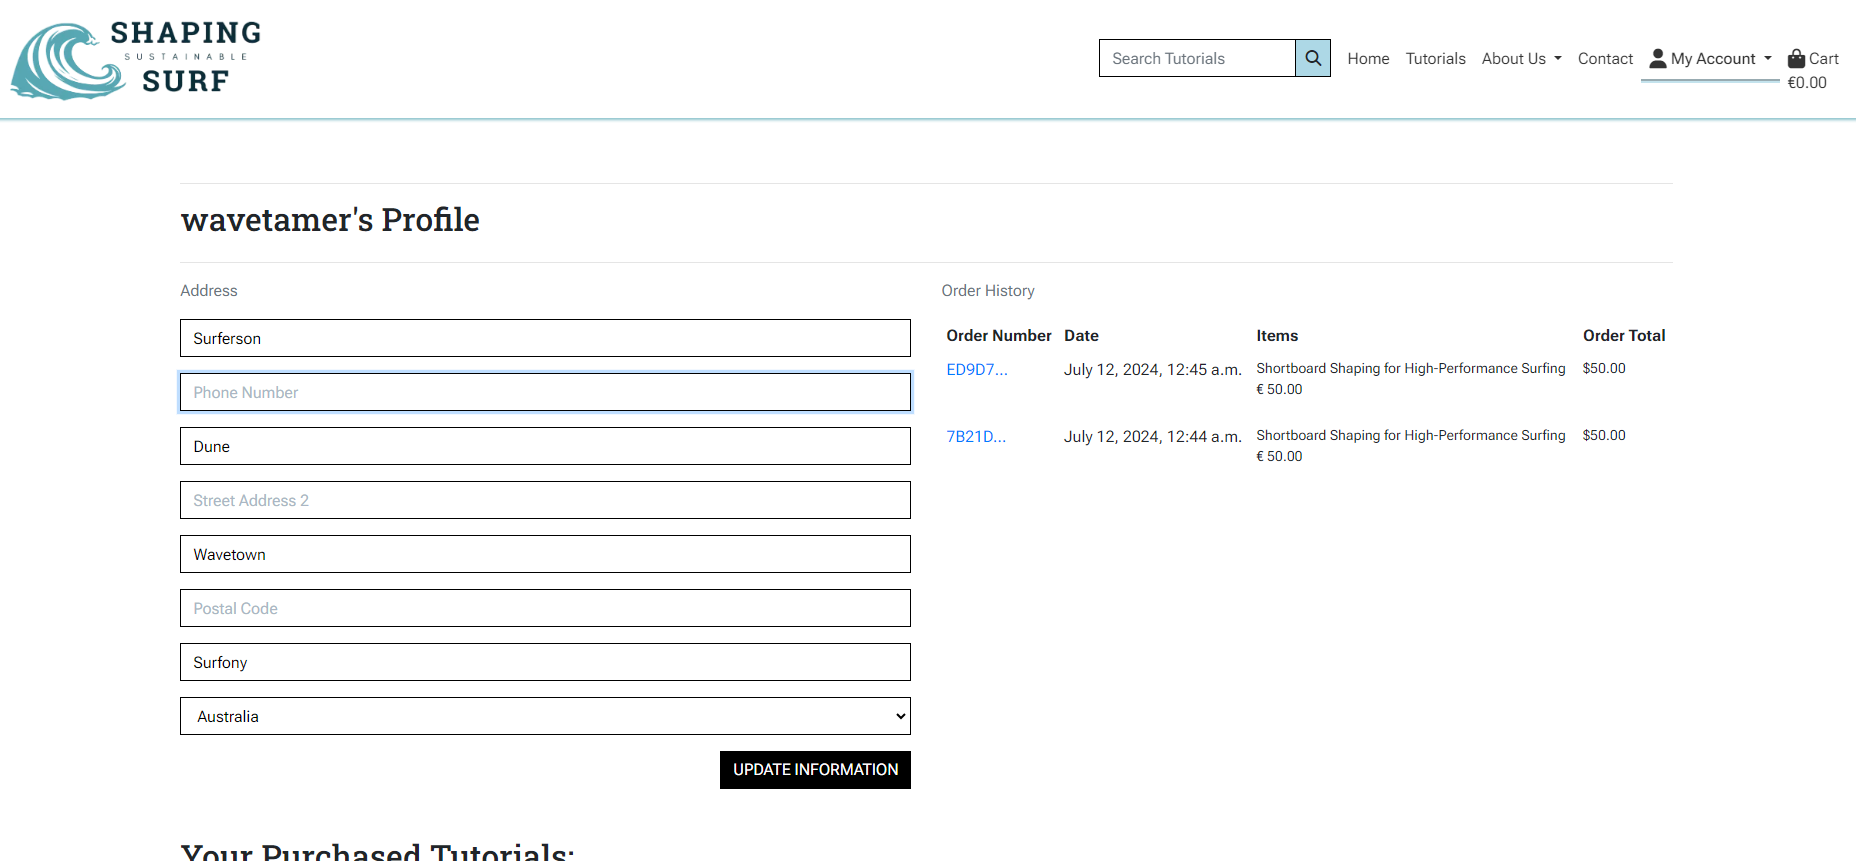 SHAPING
SUSTAINABLE
SURF
Search Tutorials
Home
Tutorials
About Us
Contact
My Account
Cart
€0.00
wavetamer's Profile
Address
Surferson
Phone Number
Dune
Street Address 2
Wavetown
Postal Code
Surfony
Australia
UPDATE INFORMATION
Order History
Order Number Date Items Order Total
ED9D7... July 12, 2024, 12:45 a.m. Shortboard Shaping for High-Performance Surfing $50.00
€ 50.00
7B21D... July 12, 2024, 12:44 a.m. Shortboard Shaping for High-Performance Surfing $50.00
€ 50.00
Your Purchased Tutorials: